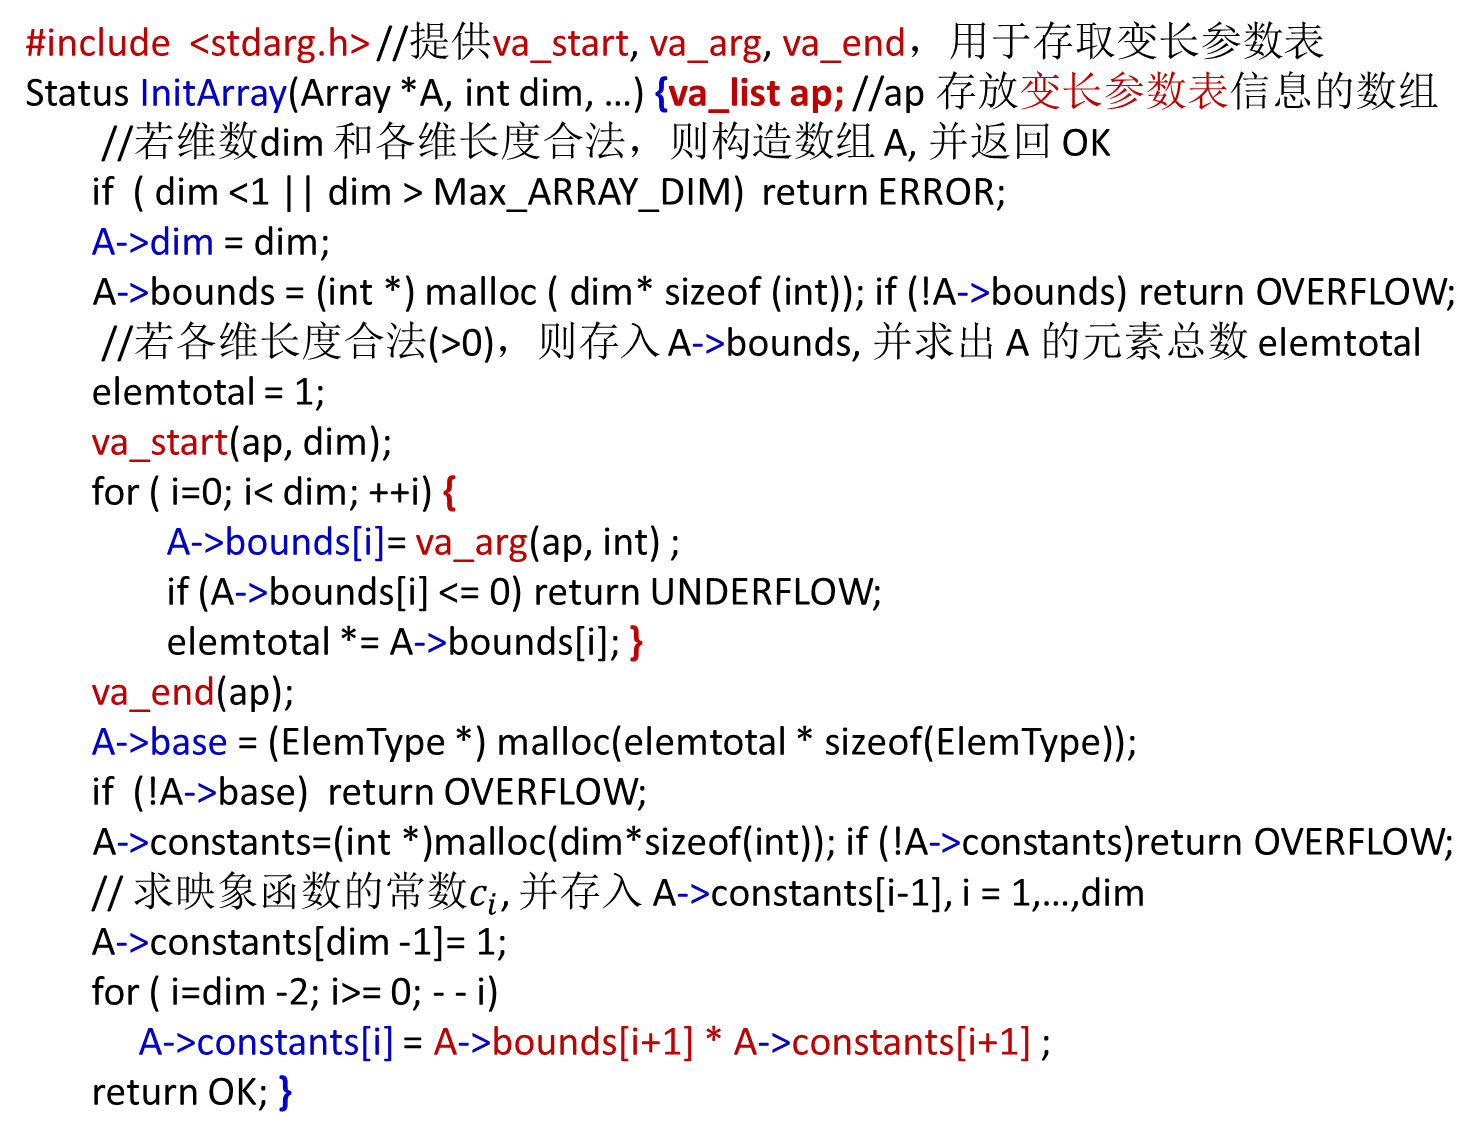 #include <stdarg.h> //提供va_start, va_arg, va_end，用于存取变长参数表
Status InitArray(Array *A, int dim, …) {va_list ap; //ap 存放变长参数表信息的数组
//若维数dim 和各维长度合法，则构造数组 A, 并返回 OK
if ( dim <1 || dim > Max_ARRAY_DIM) return ERROR;
A->dim = dim;
A->bounds = (int *) malloc ( dim* sizeof (int)); if (!A->bounds) return OVERFLOW;
//若各维长度合法(>0)，则存入 A->bounds, 并求出 A 的元素总数 elemtotal
elemtotal = 1;
va_start(ap, dim);
for ( i=0; i< dim; ++i) {
A->bounds[i]= va_arg(ap, int) ;
if (A->bounds[i] <= 0) return UNDERFLOW;
elemtotal *= A->bounds[i]; }
va_end(ap);
A->base = (ElemType *) malloc(elemtotal * sizeof(ElemType));
if (!A->base) return OVERFLOW;
A->constants=(int *)malloc(dim*sizeof(int)); if (!A->constants)return OVERFLOW;
// 求映象函数的常数c_i, 并存入 A->constants[i-1], i = 1,…,dim
A->constants[dim -1]= 1;
for ( i=dim -2; i>= 0; - - i)
A->constants[i] = A->bounds[i+1] * A->constants[i+1] ;
return OK; }